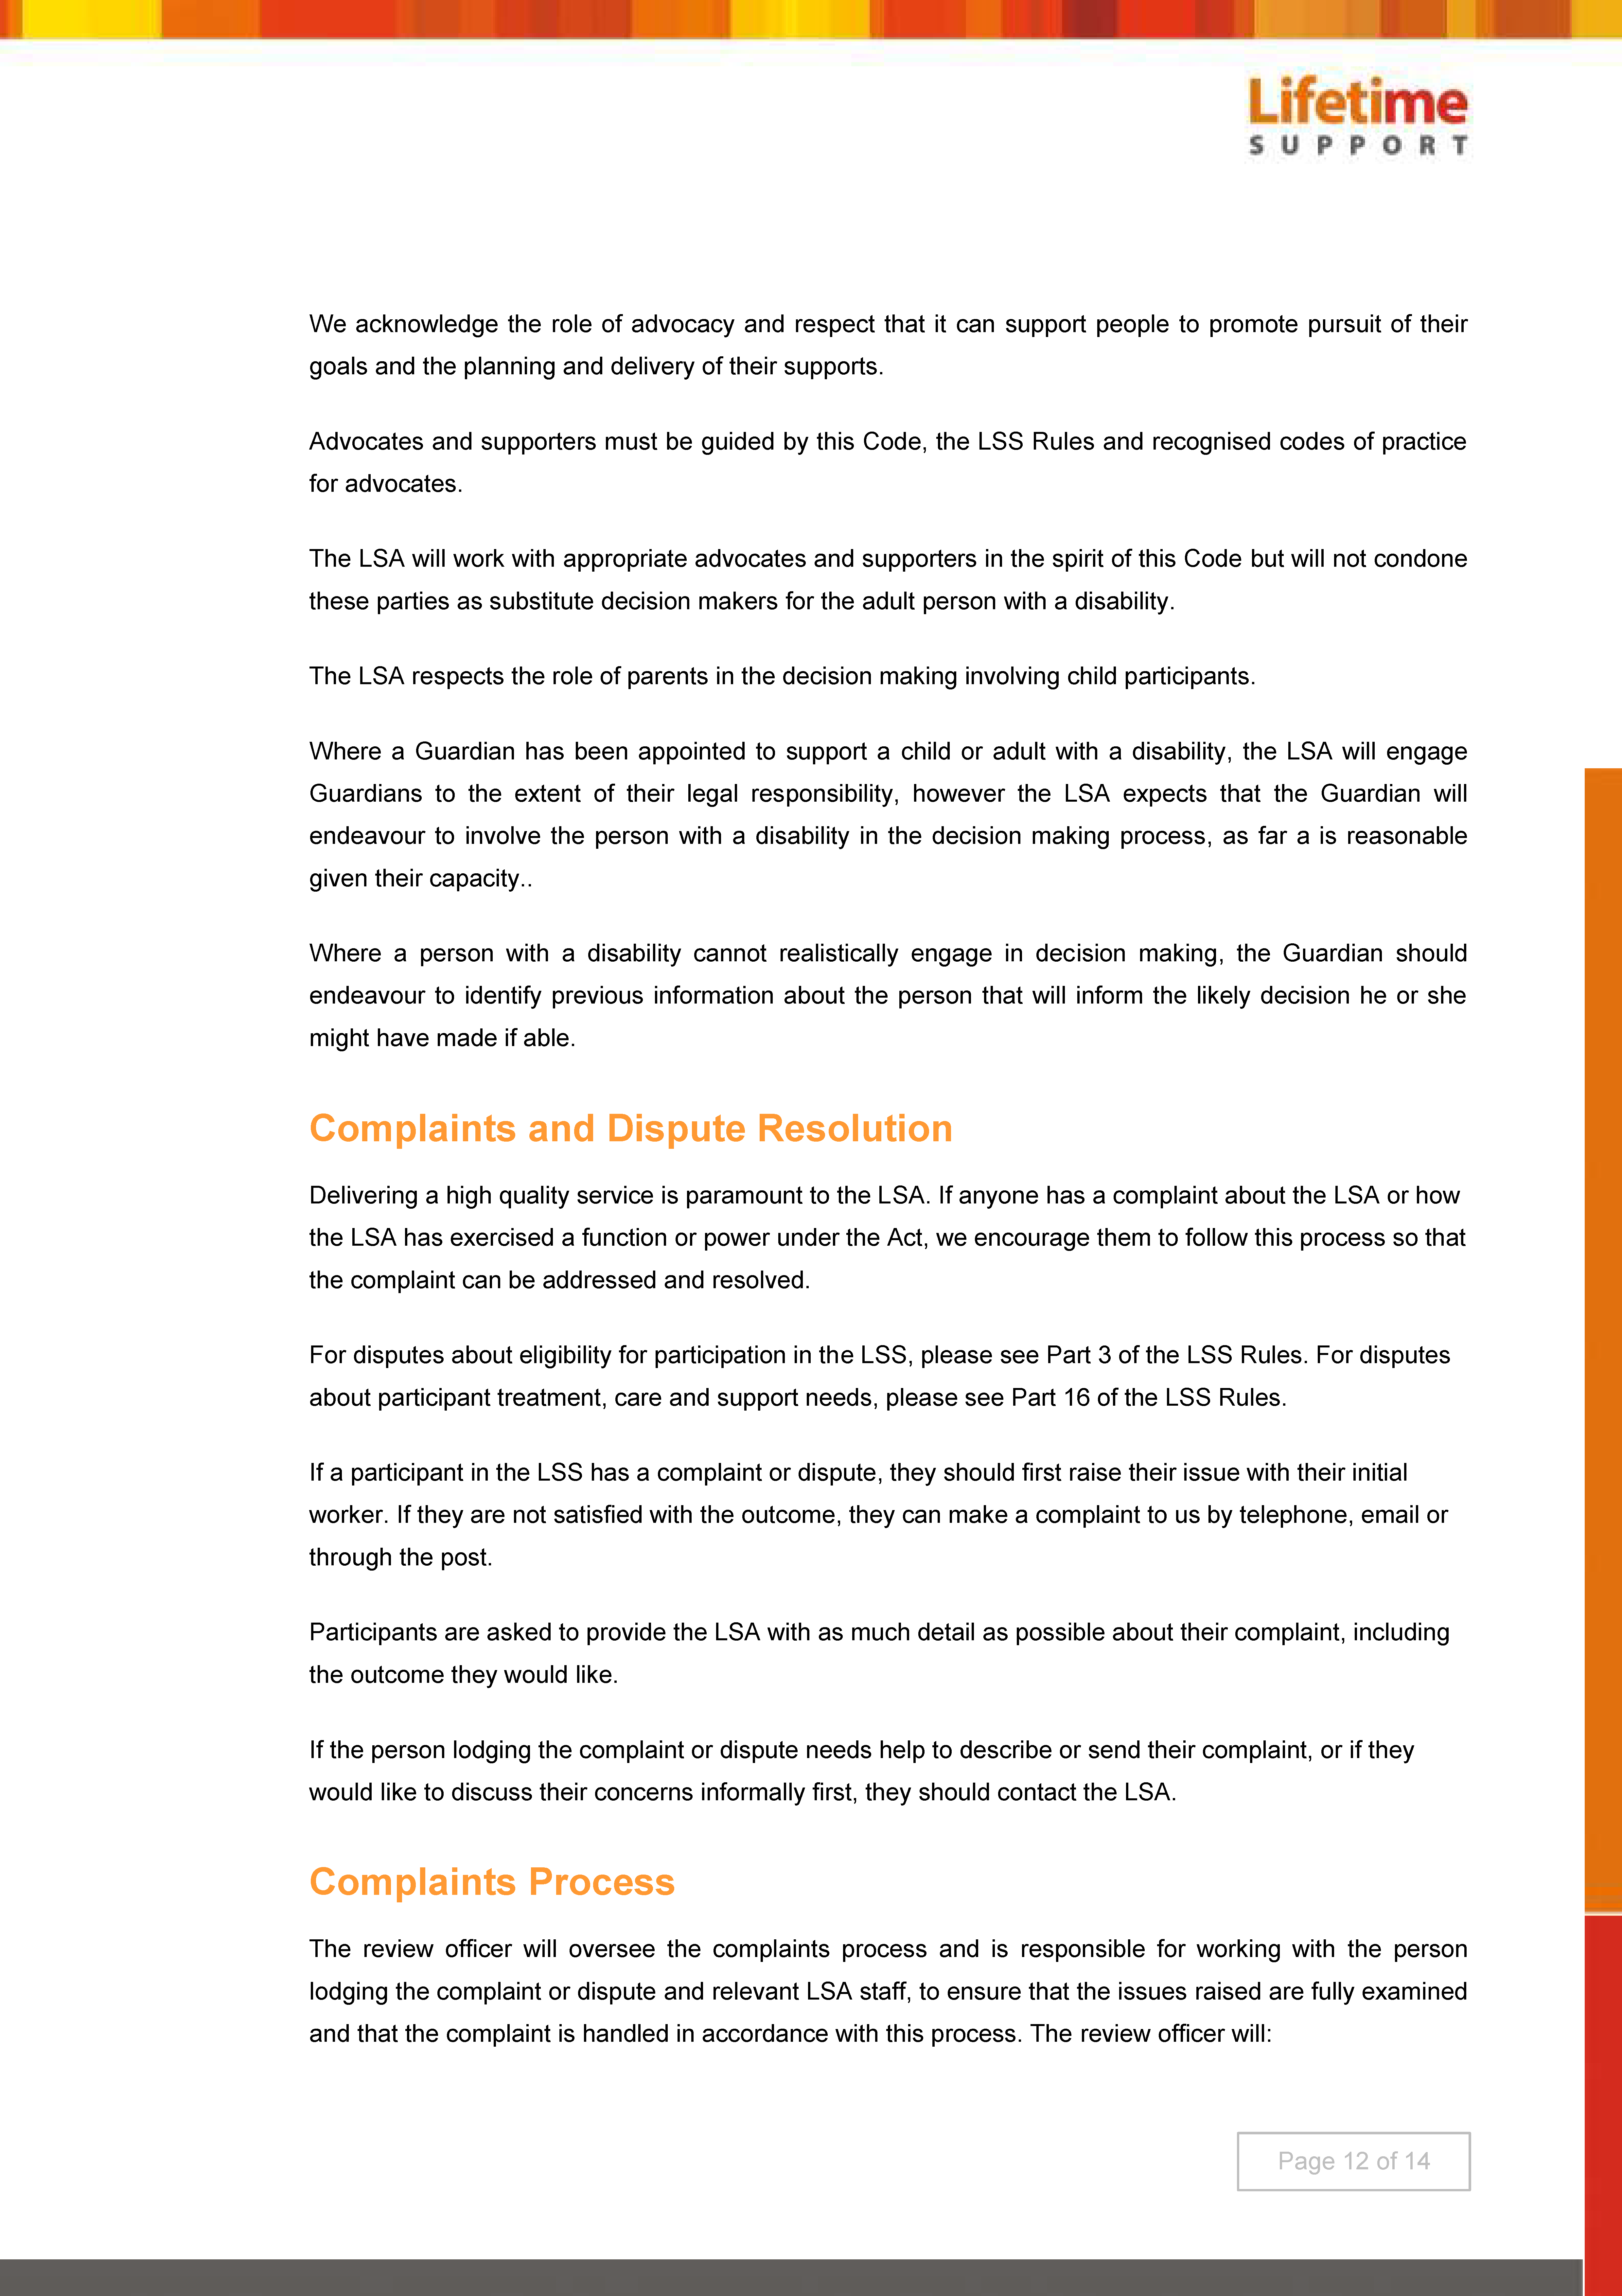 Lifetime
SUPPORT
We acknowledge the role of advocacy and respect that it can support people to promote pursuit of their
goals and the planning and delivery of their supports.
Advocates and supporters must be guided by this Code, the LSS Rules and recognised codes of practice
for advocates.
The LSA will work with appropriate advocates and supporters in the spirit of this Code but will not condone
these parties as substitute decision makers for the adult person with a disability.
The LSA respects the role of parents in the decision making involving child participants.
Where a Guardian has been appointed to support a child or adult with a disability, the LSA will engage
Guardians to the extent of their legal responsibility, however the LSA expects that the Guardian will
endeavour to involve the person with a disability in the decision making process, as far a is reasonable
given their capacity..
Where a person with a disability cannot realistically engage in decision making, the Guardian should
endeavour to identify previous information about the person that will inform the likely decision he or she
might have made if able.
Complaints and Dispute Resolution
Delivering a high quality service is paramount to the LSA. If anyone has a complaint about the LSA or how
the LSA has exercised a function or power under the Act, we encourage them to follow this process so that
the complaint can be addressed and resolved.
For disputes about eligibility for participation in the LSS, please see Part 3 of the LSS Rules. For disputes
about participant treatment, care and support needs, please see Part 16 of the LSS Rules.
If a participant in the LSS has a complaint or dispute, they should first raise their issue with their initial
worker. If they are not satisfied with the outcome, they can make a complaint to us by telephone, email or
through the post.
Participants are asked to provide the LSA with as much detail as possible about their complaint, including
the outcome they would like.
If the person lodging the complaint or dispute needs help to describe or send their complaint, or if they
would like to discuss their concerns informally first, they should contact the LSA.
Complaints Process
The review officer will oversee the complaints process and is responsible for working with the person
lodging the complaint or dispute and relevant LSA staff, to ensure that the issues raised are fully examined
and that the complaint is handled in accordance with this process. The review officer will:
Page 12 of 14